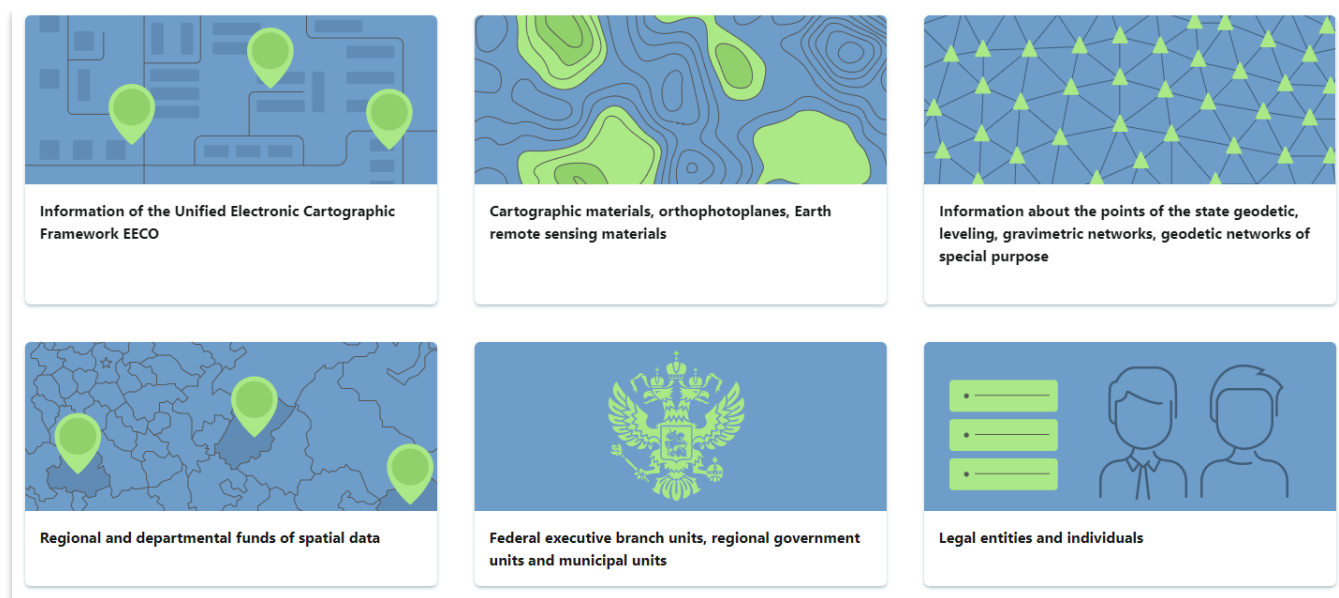 Information of the Unified Electronic Cartographic
Framework EECO
Cartographic materials, orthophotoplanes, Earth
remote sensing materials
Information about the points of the state geodetic,
leveling, gravimetric networks, geodetic networks of
special purpose
Regional and departmental funds of spatial data
Federal executive branch units, regional government
units and municipal units
Legal entities and individuals